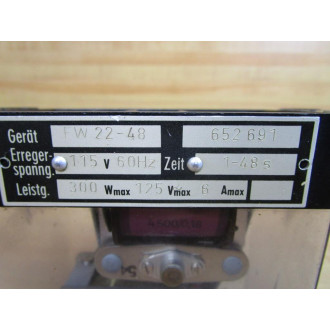 Gerät FW 22-48 652 691
Erreger-
spanng. 115 V 60Hz Zeit 1-48 s
Leistg. 300 Wmax 125 Vmax 6 Amax